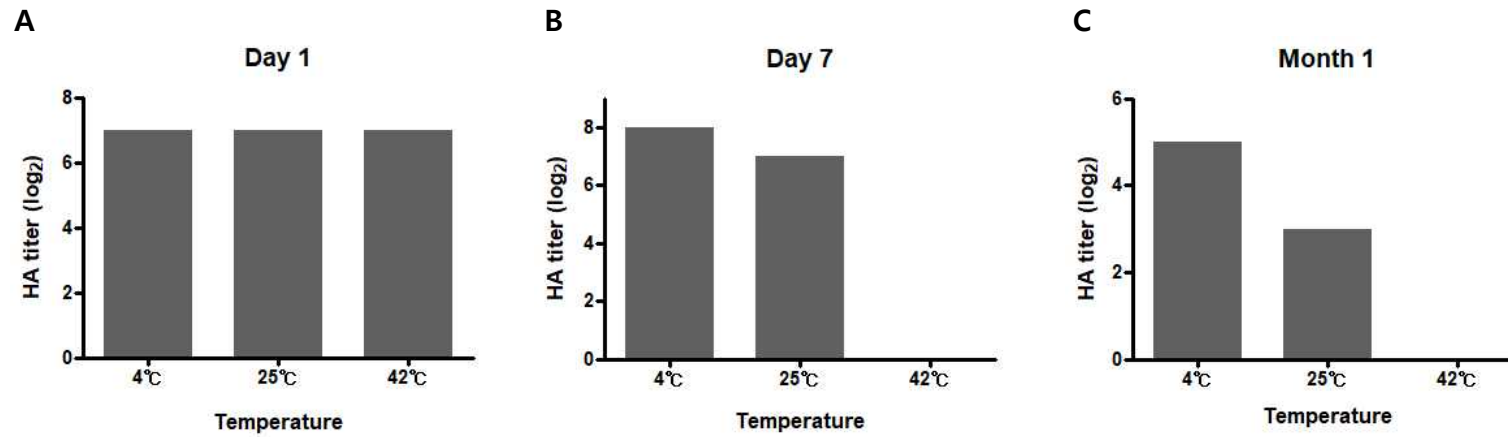 A
Day 1
HA titer (log₂)
8
6
4
2
0
4℃ 25℃ 42℃
Temperature
B
Day 7
HA titer (log₂)
8
6
4
2
0
4℃ 25℃ 42℃
Temperature
C
Month 1
HA titer (log₂)
6
4
2
0
4℃ 25℃ 42℃
Temperature